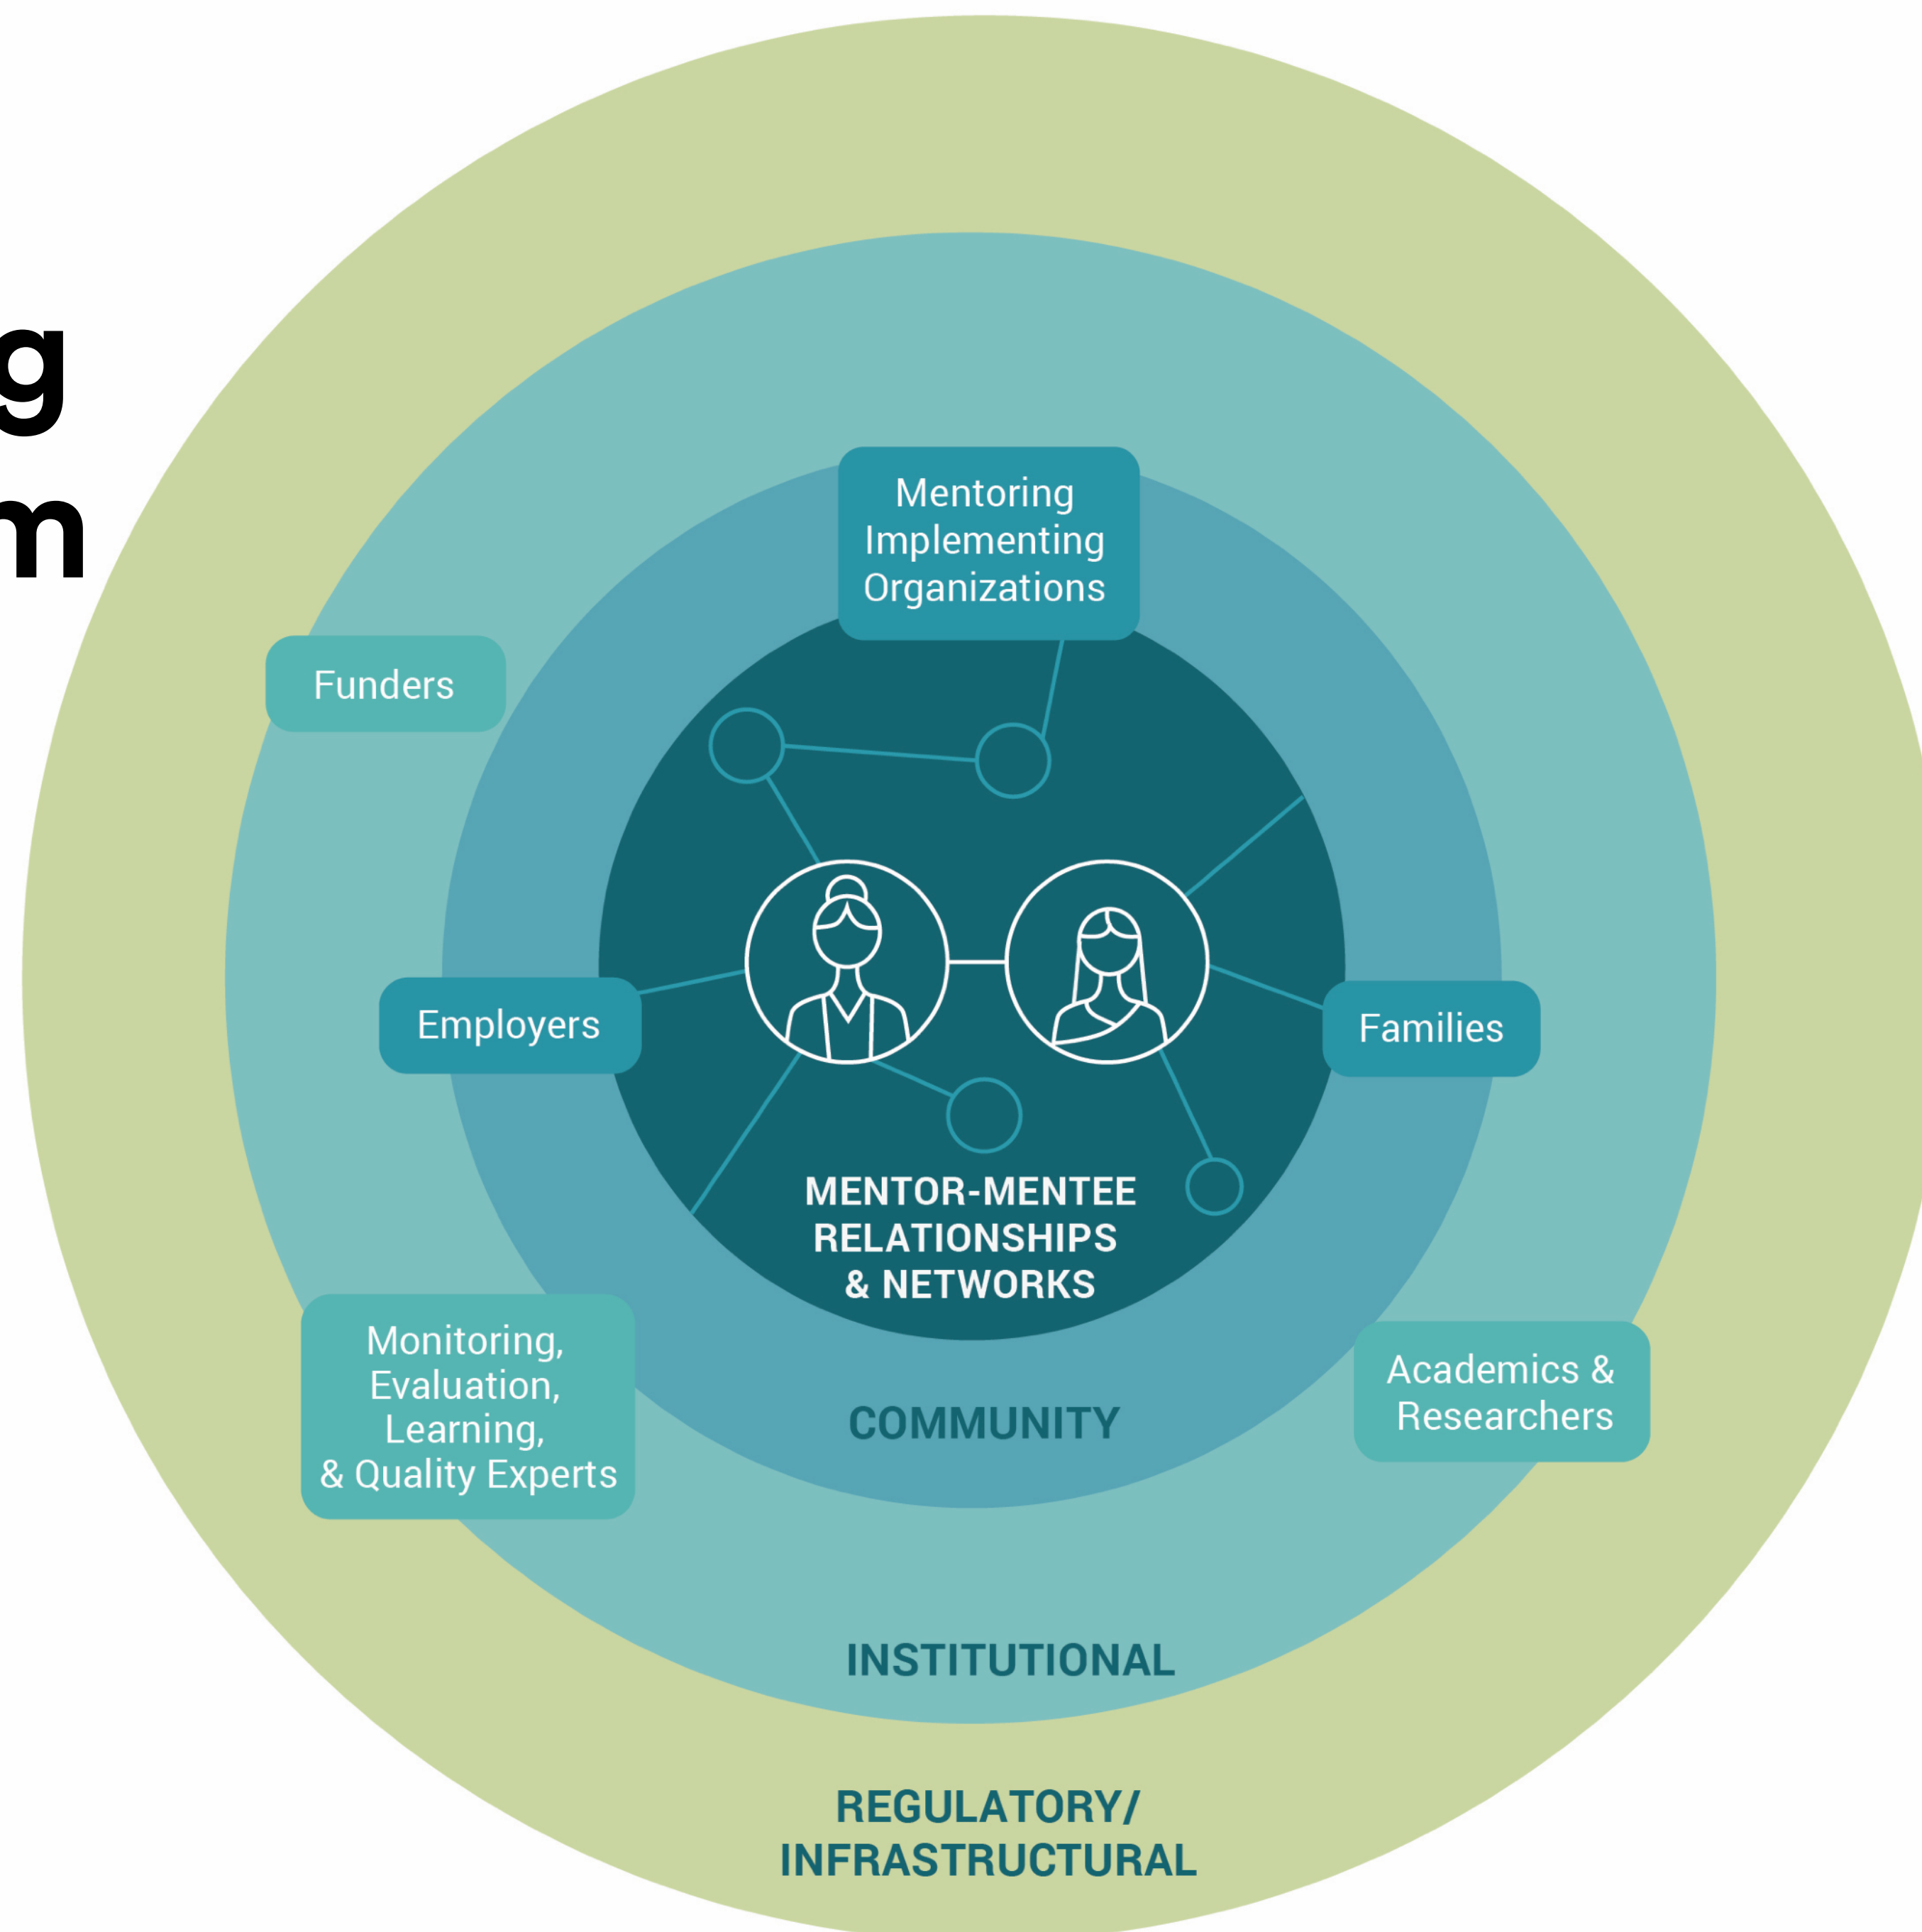 g
m
Mentoring
Implementing
Organizations
Funders
Employers
Families
MENTOR-MENTEE
RELATIONSHIPS
& NETWORKS
Monitoring,
Evaluation,
Learning,
& Quality Experts
Academics &
Researchers
COMMUNITY
INSTITUTIONAL
REGULATORY/
INFRASTRUCTURAL